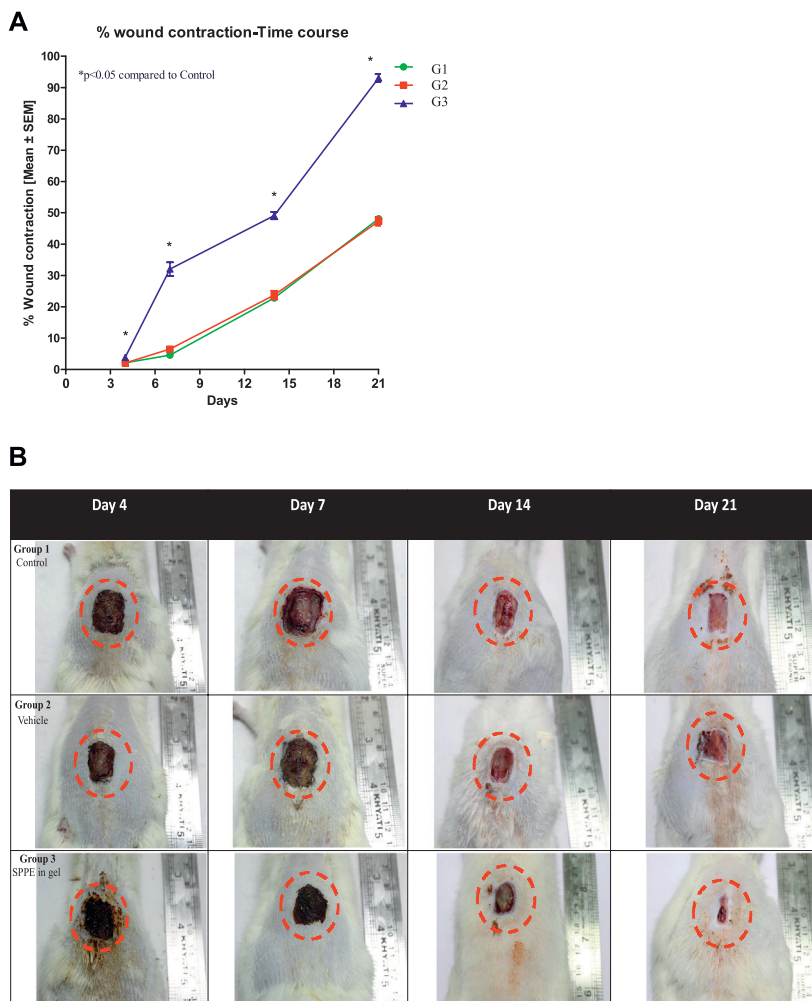 A
% wound contraction-Time course
*p<0.05 compared to Control
G1
G2
G3
% Wound contraction [Mean ± SEM]
100
90
80
70
60
50
40
30
20
10
0
*
*
*
*
0 3 6 9 12 15 18 21
Days
B
Day 4 Day 7 Day 14 Day 21
Group 1
Control
Group 2
Vehicle
Group 3
SPPE in gel